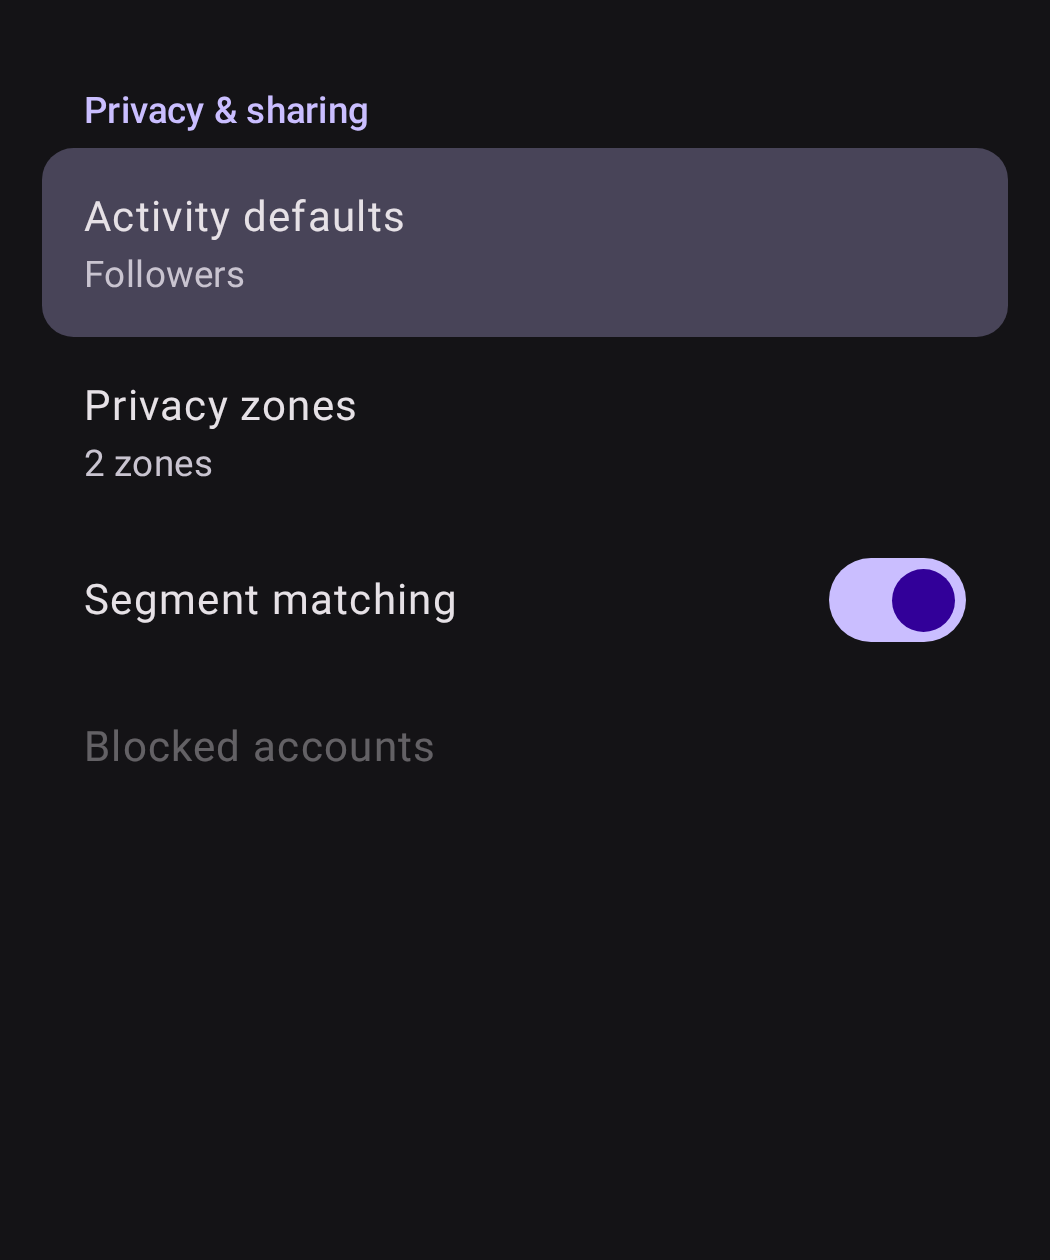 Privacy & sharing
Activity defaults
Followers
Privacy zones
2 zones
Segment matching
Blocked accounts